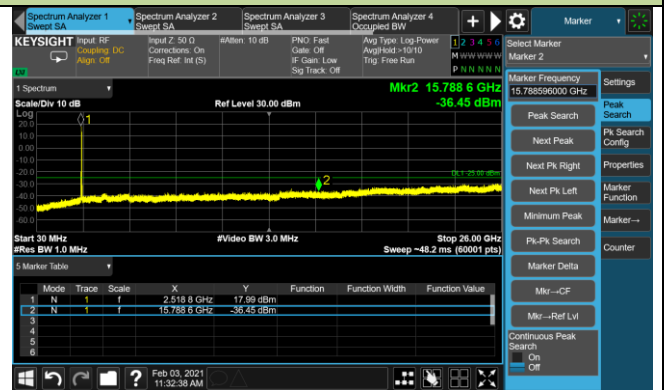 Spectrum Analyzer 1
Swept SA
Spectrum Analyzer 2
Swept SA
Spectrum Analyzer 3
Swept SA
Spectrum Analyzer 4
Occupied BW
Marker
KEYSIGHT
Input: RF
Coupling: DC
Align: Off
Input Z: 50 Ω
Corrections: On
Freq Ref: Int (S)
#Atten: 10 dB
PNO: Fast
Gate: Off
IF Gain: Low
Sig Track: Off
Avg Type: Log-Power
Avg|Hold:>10/10
Trig: Free Run
1 2 3 4 5 6
M W W W W W
P N N N N N
LXI
Select Marker
Marker 2
1 Spectrum
Mkr2 15.788 6 GHz
Scale/Div 10 dB
Ref Level 30.00 dBm
-36.45 dBm
Log
20.0
10.0
0.00
-10.0
-20.0
-30.0
-40.0
-50.0
-60.0
1
2
DL1 -25.00 dBm
Start 30 MHz
#Video BW 3.0 MHz
Stop 26.00 GHz
#Res BW 1.0 MHz
Sweep ~48.2 ms (60001 pts)
5 Marker Table
Mode Trace Scale X Y Function Function Width Function Value
1 N 1 f 2.518 8 GHz 17.99 dBm
2 N 1 f 15.788 6 GHz -36.45 dBm
3
4
5
6
Marker Frequency
15.788596000 GHz
Peak Search
Next Peak
Next Pk Right
Next Pk Left
Minimum Peak
Pk-Pk Search
Marker Delta
Mkr→CF
Mkr→Ref Lvl
Continuous Peak
Search
On
Off
Settings
Peak
Search
Pk Search
Config
Properties
Marker
Function
Marker→
Counter
Feb 03, 2021
11:32:38 AM